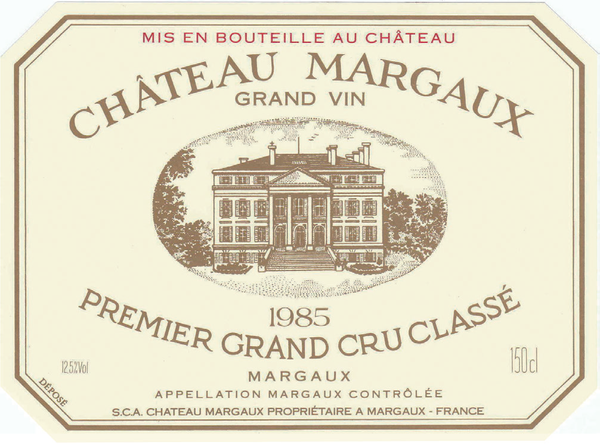 MIS EN BOUTEILLE AU CHÂTEAU
CHÂTEAU MARGAUX
GRAND VIN
1985
PREMIER GRAND CRU CLASSÉ
12.5%Vol
150cl
MARGAUX
DÉPOSÉ
APPELLATION MARGAUX CONTRÔLÉE
S.C.A. CHATEAU MARGAUX PROPRIÉTAIRE A MARGAUX - FRANCE